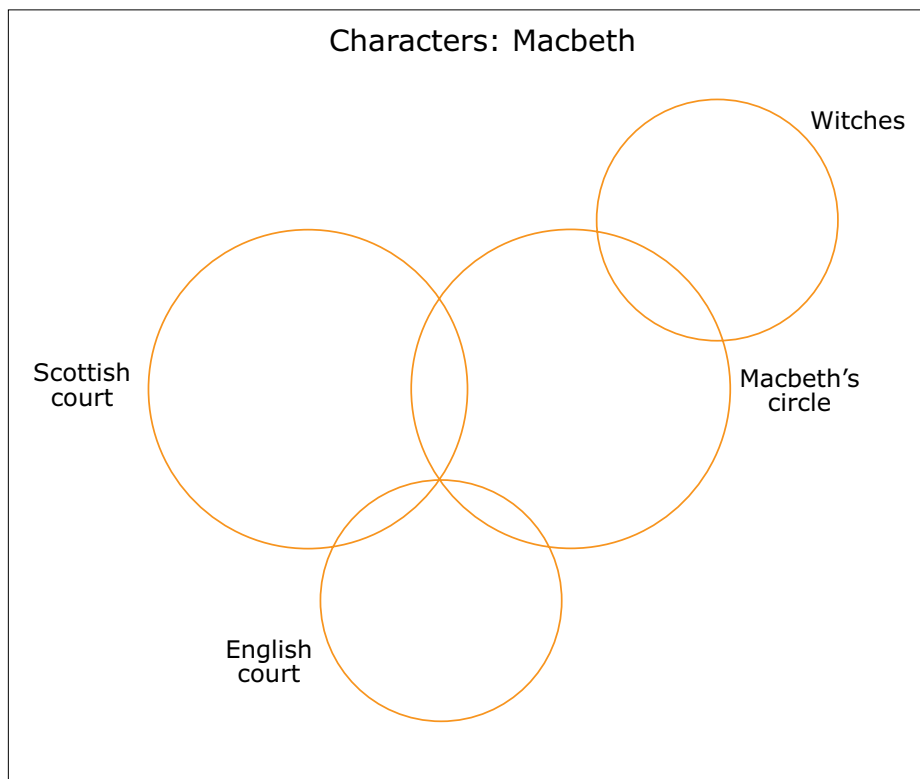 Characters: Macbeth
Witches
Scottish
court
Macbeth’s
circle
English
court